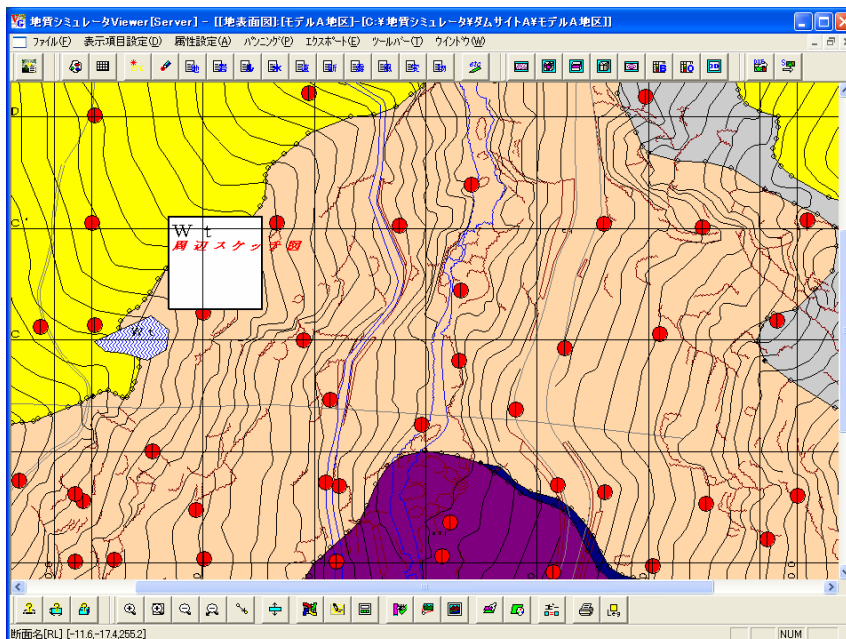 地質シミュレータViewer[Server] - [[地表面図]:[モデルA地区]-[C:¥地質シミュレータ¥ダムサイトA¥モデルA地区]]
ファイル(F) 表示項目設定(D) 属性設定(A) パンニング(P) エクスポート(E) ツールバー(T) ウインドウ(W)
etc
D
C'
W t
周辺スケッチ図
C
W t
断面名[RL] [-11.6,-17.4,255.2]
NUM